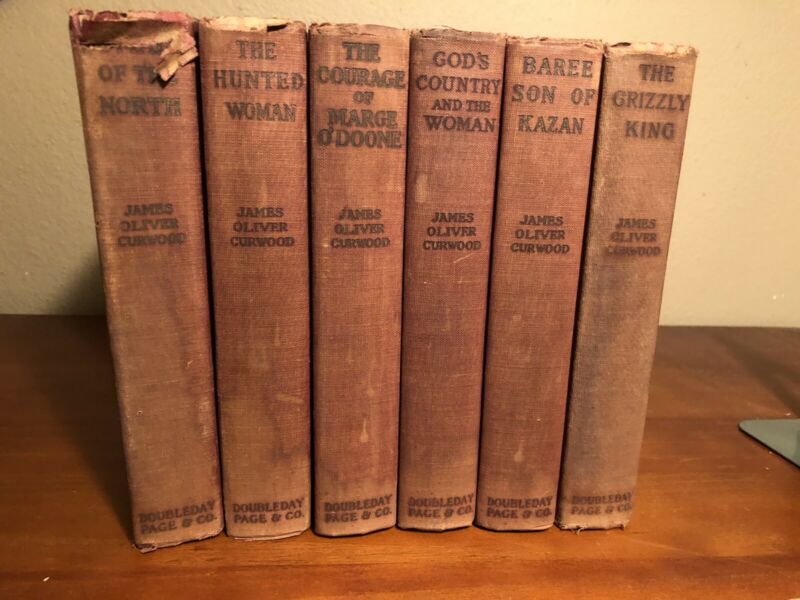 OF THE
NORTH
JAMES
OLIVER
CURWOOD
DOUBLEDAY
PAGE & CO.
THE
HUNTED
WOMAN
JAMES
OLIVER
CURWOOD
DOUBLEDAY
PAGE & CO.
THE
COURAGE
OF
MARGE
O'DOONE
JAMES
OLIVER
CURWOOD
DOUBLEDAY
PAGE & CO.
GOD'S
COUNTRY
AND THE
WOMAN
JAMES
OLIVER
CURWOOD
DOUBLEDAY
PAGE & CO.
BAREE
SON OF
KAZAN
JAMES
OLIVER
CURWOOD
DOUBLEDAY
PAGE & CO.
THE
GRIZZLY
KING
JAMES
OLIVER
CURWOOD
DOUBLEDAY
PAGE & CO.